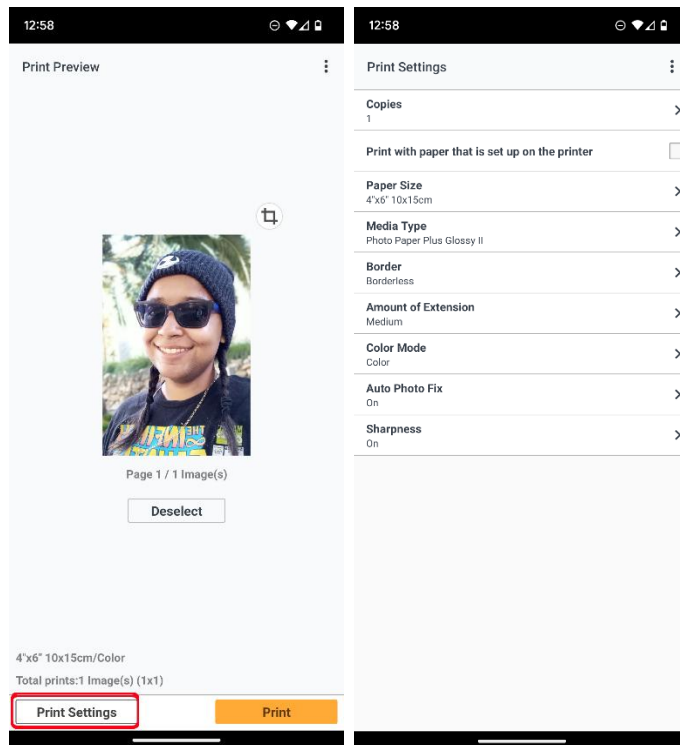 12:58
Print Preview
Page 1 / 1 Image(s)
Deselect
4"x6" 10x15cm/Color
Total prints:1 Image(s) (1x1)
Print Settings
Print
12:58
Print Settings
Copies
1
Print with paper that is set up on the printer
Paper Size
4"x6" 10x15cm
Media Type
Photo Paper Plus Glossy II
Border
Borderless
Amount of Extension
Medium
Color Mode
Color
Auto Photo Fix
On
Sharpness
On